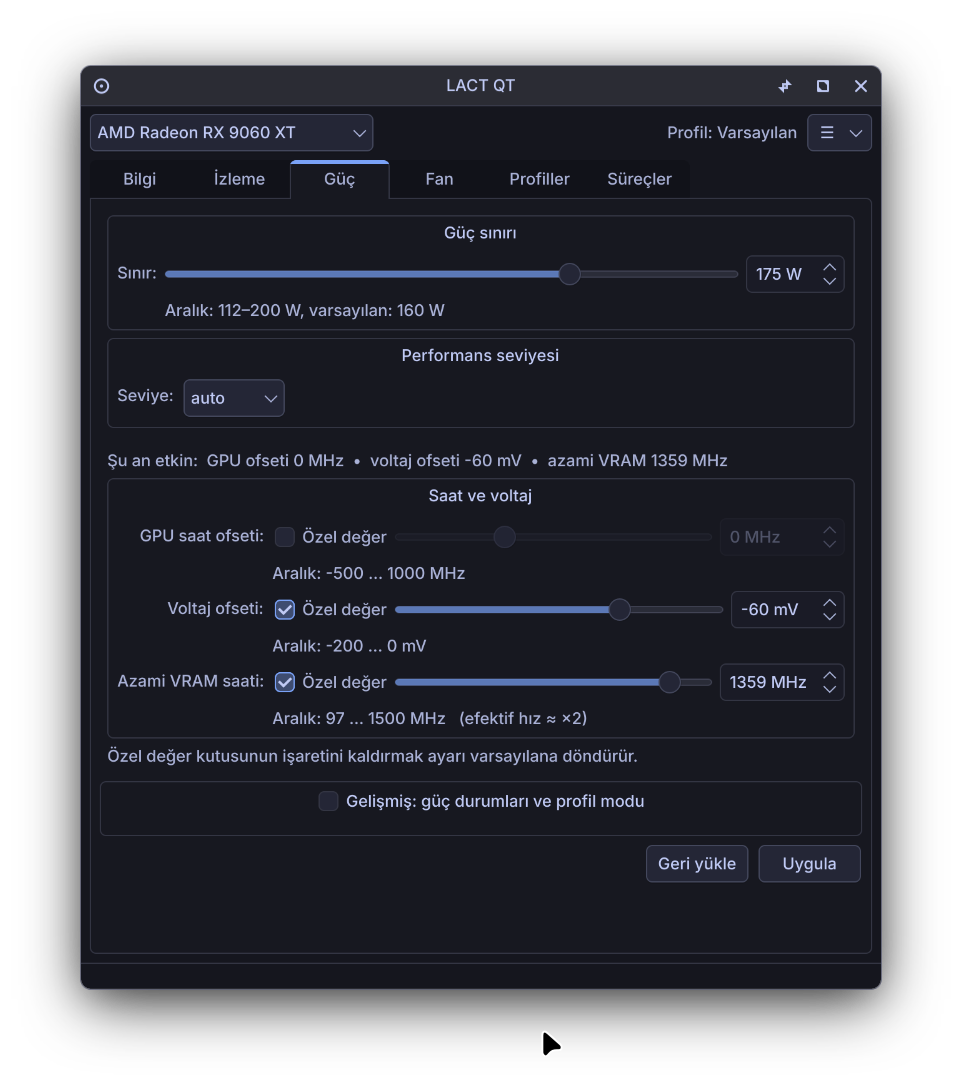 LACT QT
AMD Radeon RX 9060 XT
Profil: Varsayılan
Bilgi İzleme Güç Fan Profiller Süreçler
Güç sınırı
Sınır: 175 W
Aralık: 112–200 W, varsayılan: 160 W
Performans seviyesi
Seviye: auto
Şu an etkin: GPU ofseti 0 MHz • voltaj ofseti -60 mV • azami VRAM 1359 MHz
Saat ve voltaj
GPU saat ofseti: Özel değer 0 MHz
Aralık: -500 ... 1000 MHz
Voltaj ofseti: Özel değer -60 mV
Aralık: -200 ... 0 mV
Azami VRAM saati: Özel değer 1359 MHz
Aralık: 97 ... 1500 MHz (efektif hız ≈ ×2)
Özel değer kutusunun işaretini kaldırmak ayarı varsayılana döndürür.
Gelişmiş: güç durumları ve profil modu
Geri yükle Uygula